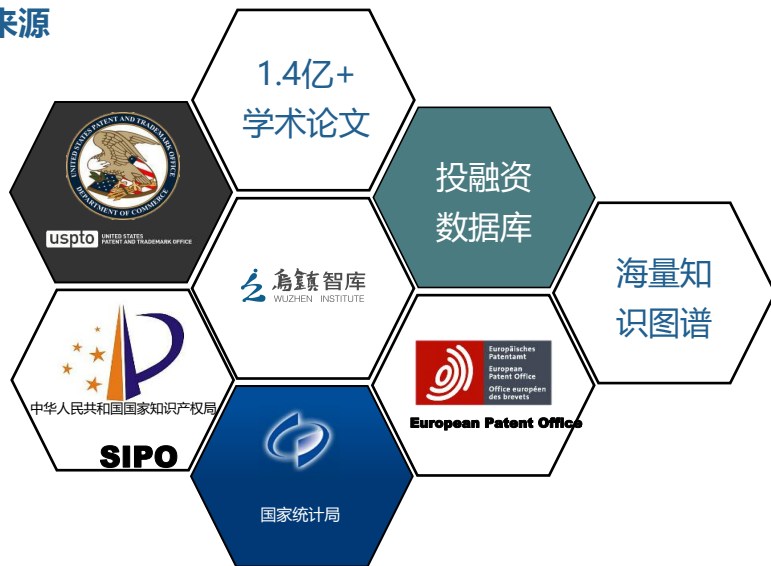 来源
1.4亿+
学术论文
UNITED STATES PATENT AND TRADEMARK OFFICE
DEPARTMENT OF COMMERCE
uspto
UNITED STATES
PATENT AND TRADEMARK OFFICE
投融资
数据库
乌镇智库
WUZHEN INSTITUTE
海量知
识图谱
中华人民共和国国家知识产权局
SIPO
Europäisches
Patentamt
European
Patent Office
Office européen
des brevets
European Patent Office
国家统计局